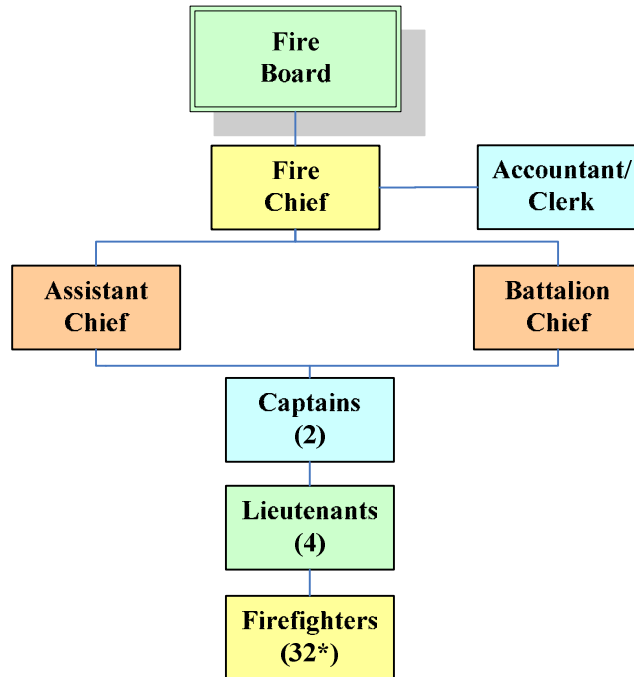 Fire
Board
Fire
Chief
Accountant/
Clerk
Assistant
Chief
Battalion
Chief
Captains
(2)
Lieutenants
(4)
Firefighters
(32*)